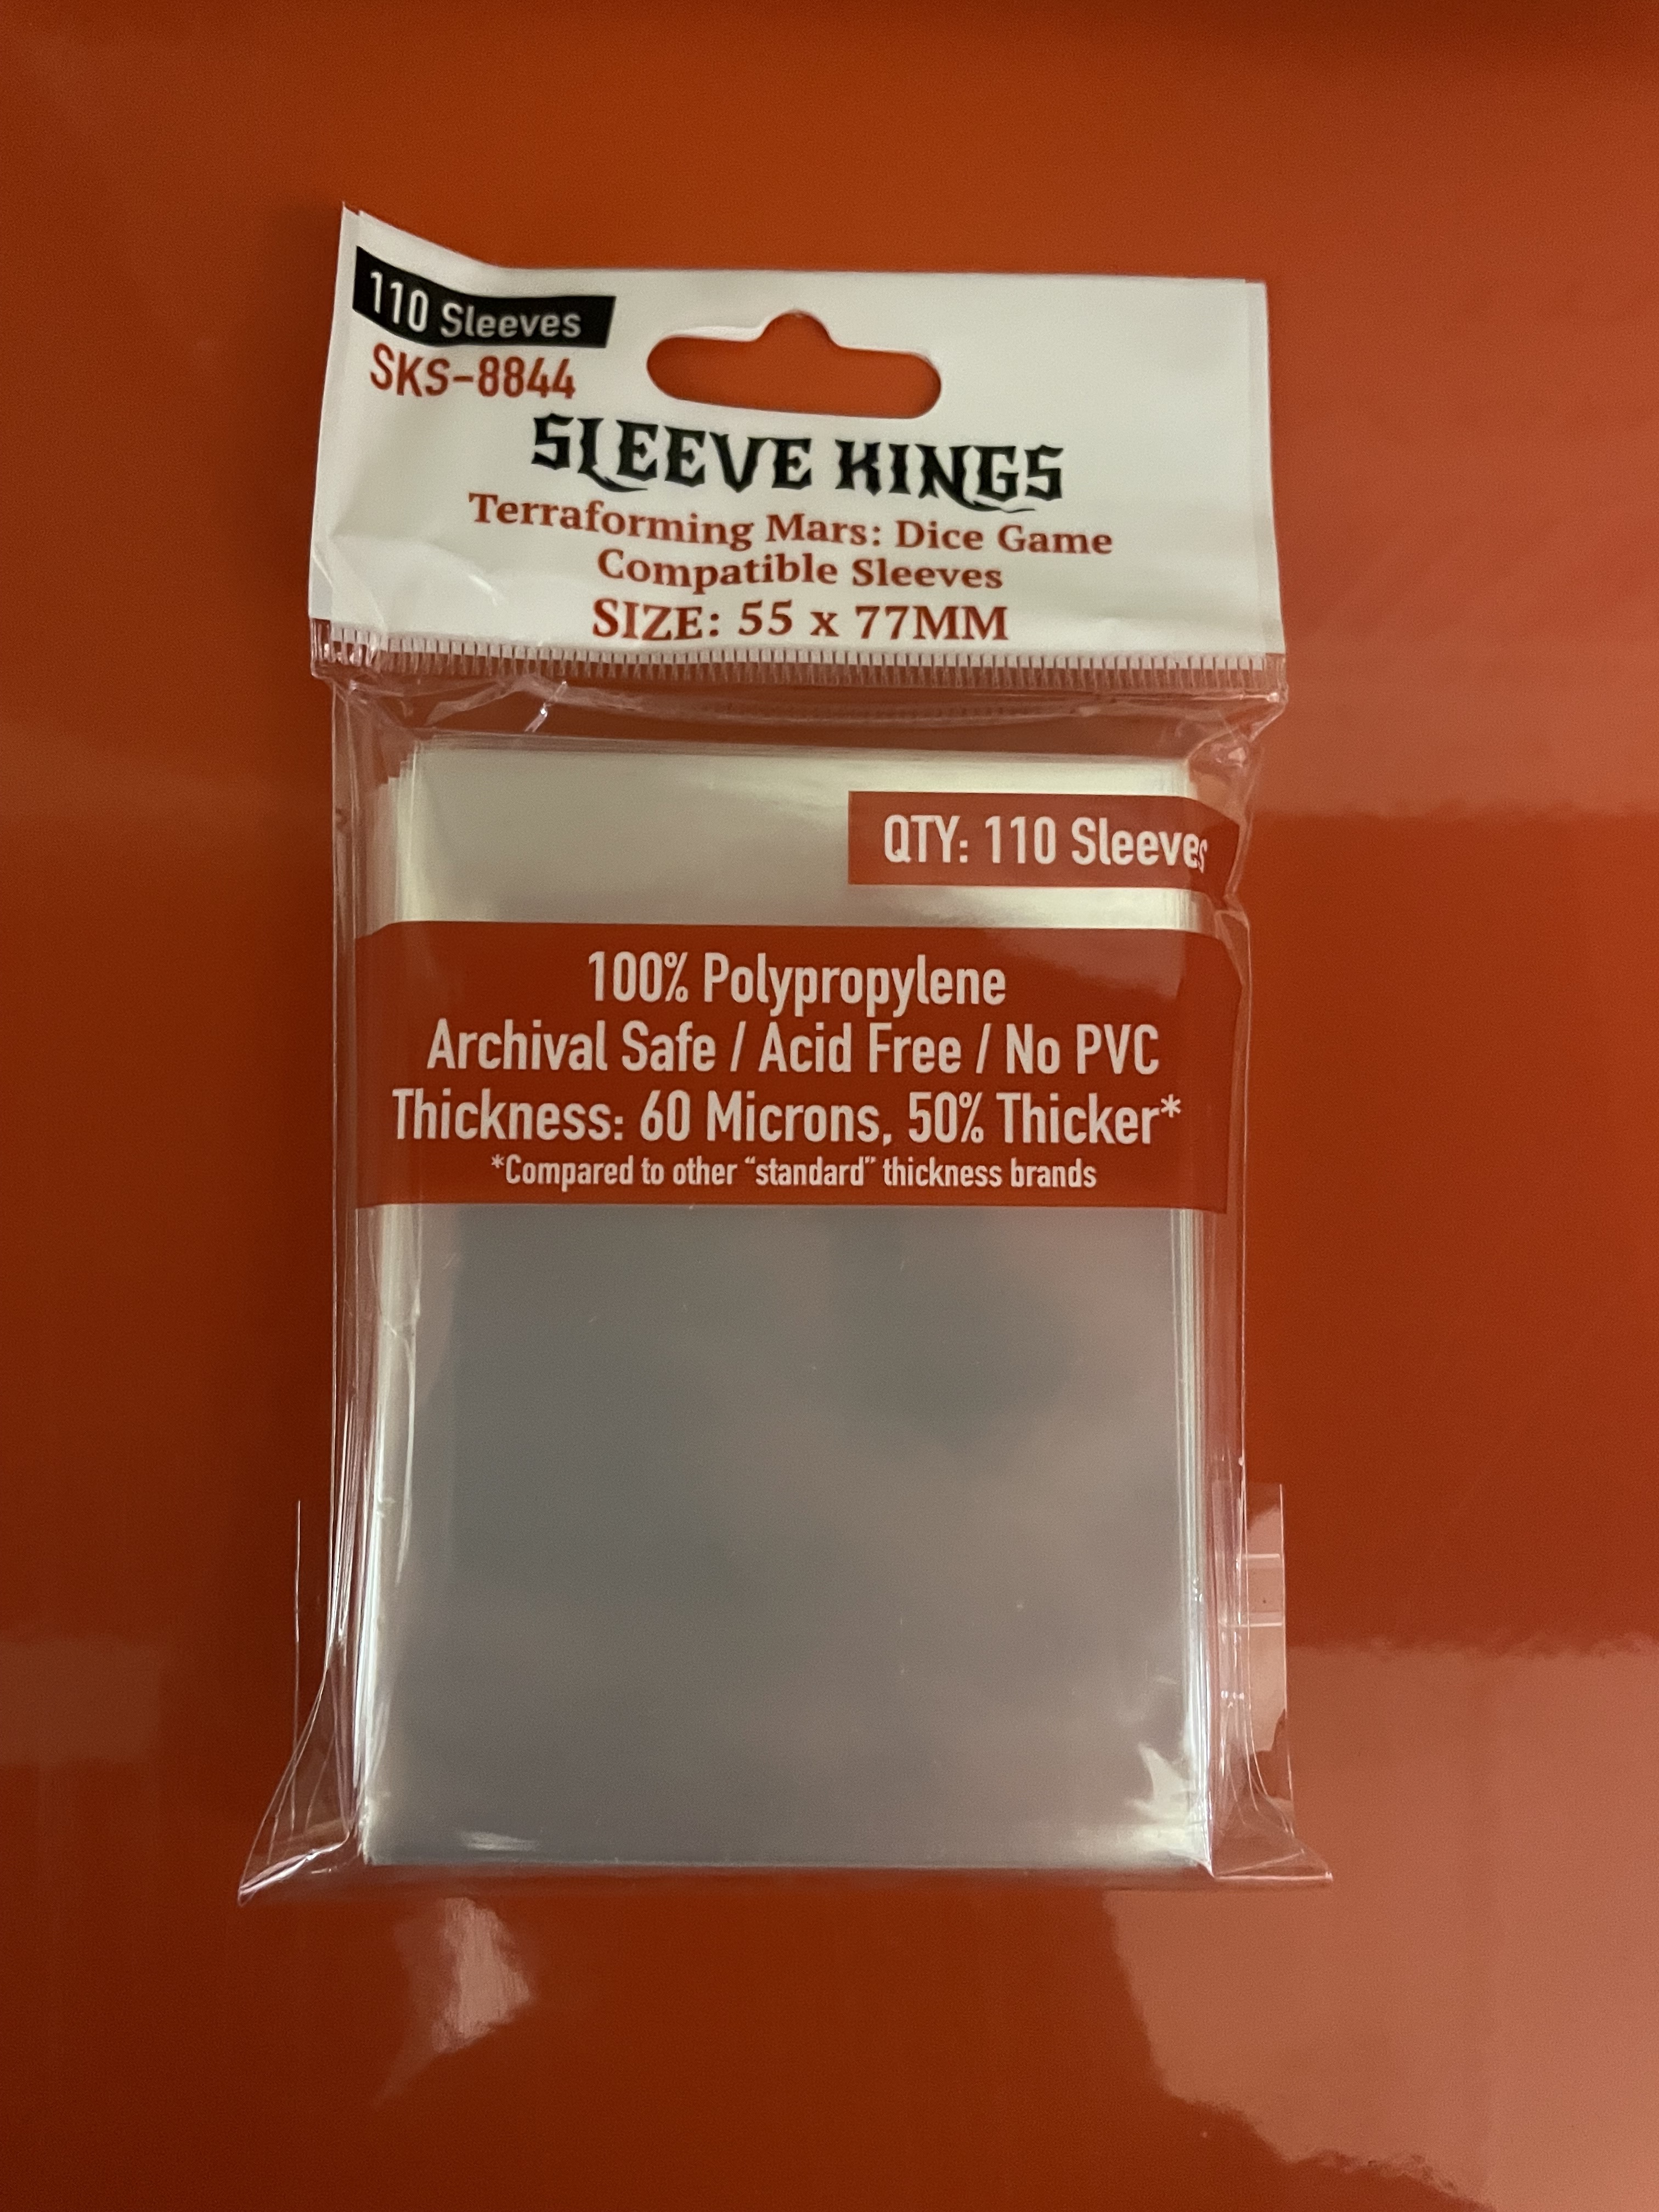 110 Sleeves
SKS-8844
SLEEVE KINGS
Terraforming Mars: Dice Game
Compatible Sleeves
SIZE: 55 x 77MM
QTY: 110 Sleeves
100% Polypropylene
Archival Safe / Acid Free / No PVC
Thickness: 60 Microns, 50% Thicker*
*Compared to other “standard” thickness brands